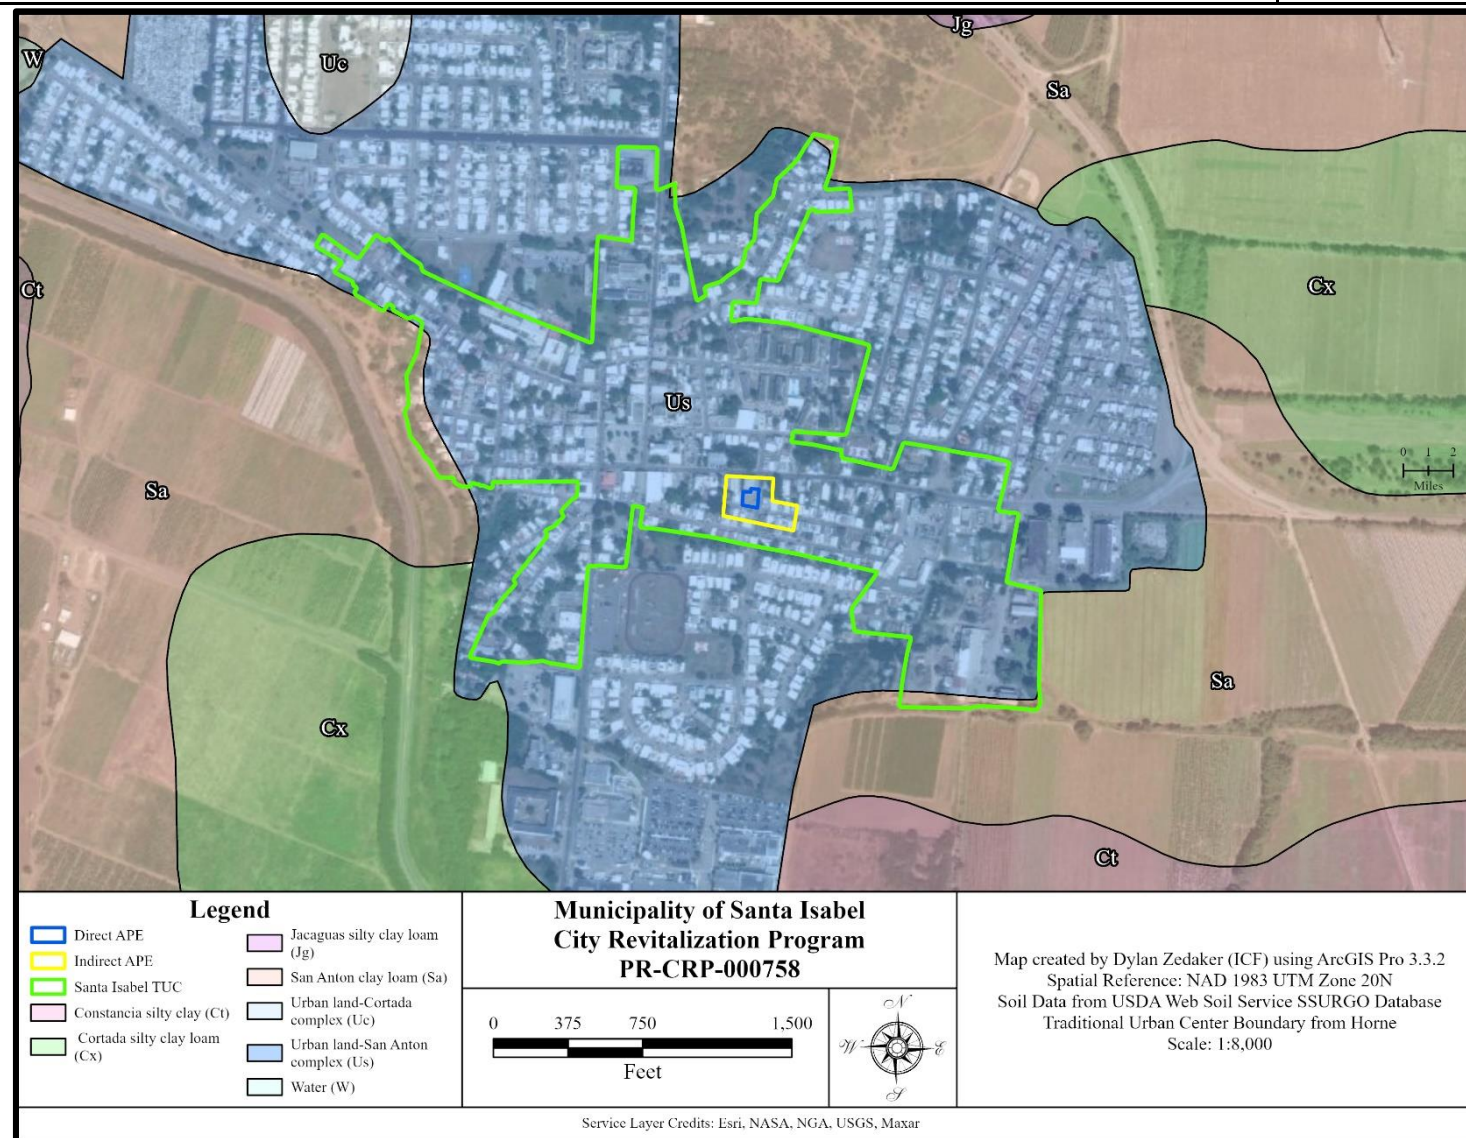 Jg
W
Uc
Sa
Ct
Cx
Us
0 1 2
Miles
Sa
Sa
Cx
Ct
Legend
Direct APE
Indirect APE
Santa Isabel TUC
Constancia silty clay (Ct)
Cortada silty clay loam
(Cx)
Jacaguas silty clay loam
(Jg)
San Anton clay loam (Sa)
Urban land-Cortada
complex (Uc)
Urban land-San Anton
complex (Us)
Water (W)
Municipality of Santa Isabel
City Revitalization Program
PR-CRP-000758
0 375 750 1,500
Feet
N
W E
S
Map created by Dylan Zedaker (ICF) using ArcGIS Pro 3.3.2
Spatial Reference: NAD 1983 UTM Zone 20N
Soil Data from USDA Web Soil Service SSURGO Database
Traditional Urban Center Boundary from Horne
Scale: 1:8,000
Service Layer Credits: Esri, NASA, NGA, USGS, Maxar